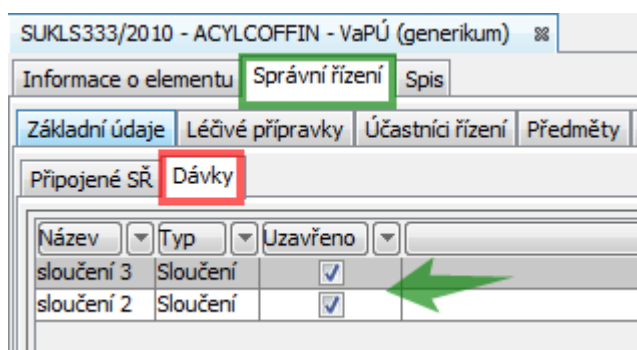 SUKLS333/2010 - ACYLCOFFIN - VaPÚ (generikum)
Informace o elementu Správní řízení Spis
Základní údaje Léčivé přípravky Účastníci řízení Předměty
Připojené SŘ Dávky
Název Typ Uzavřeno
sloučení 3 Sloučení
sloučení 2 Sloučení